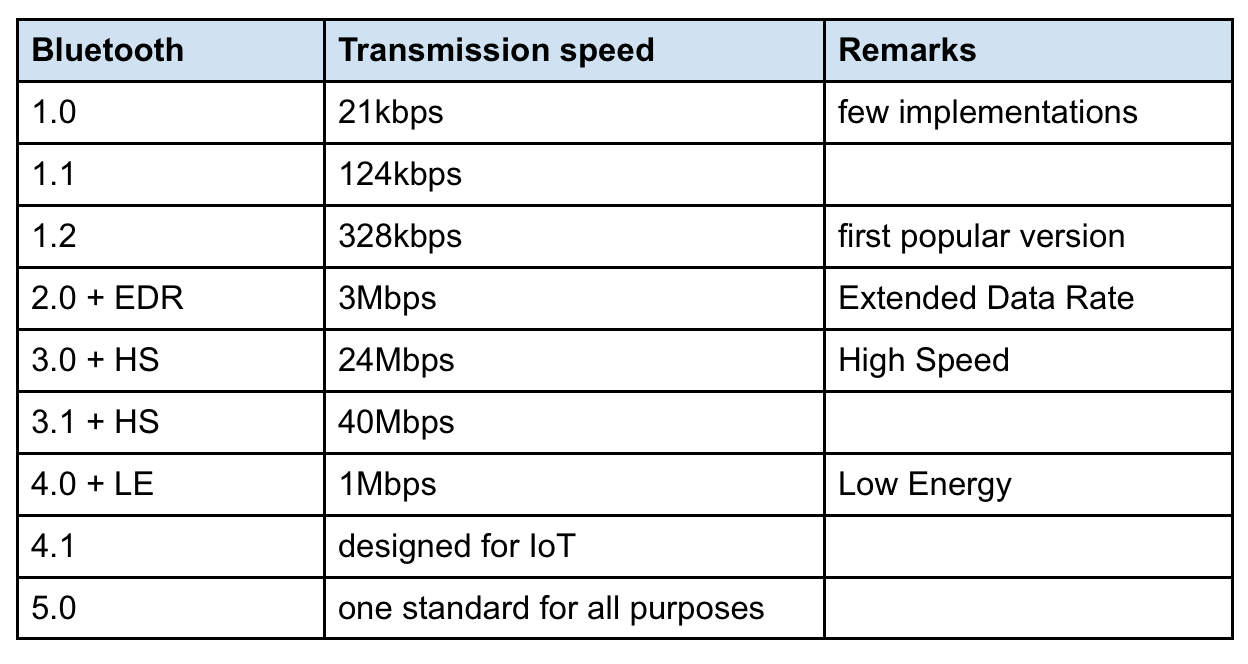 Bluetooth Transmission speed Remarks
1.0 21kbps few implementations
1.1 124kbps
1.2 328kbps first popular version
2.0 + EDR 3Mbps Extended Data Rate
3.0 + HS 24Mbps High Speed
3.1 + HS 40Mbps
4.0 + LE 1Mbps Low Energy
4.1 designed for IoT
5.0 one standard for all purposes